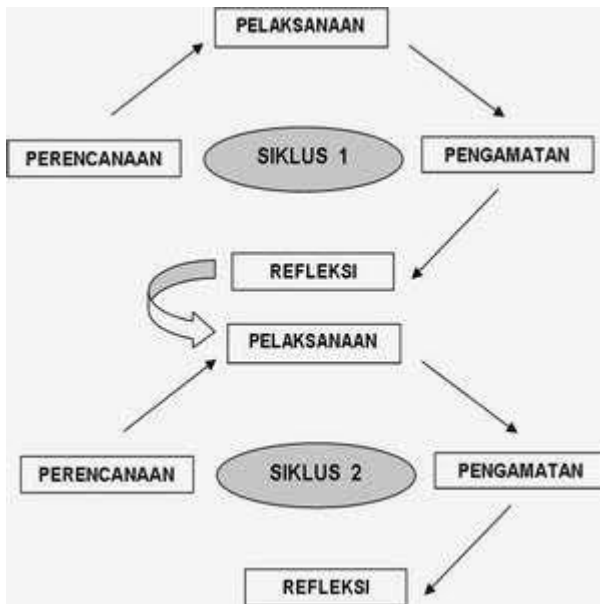 PELAKSANAAN
PERENCANAAN
SIKLUS 1
PENGAMATAN
REFLEKSI
PELAKSANAAN
PERENCANAAN
SIKLUS 2
PENGAMATAN
REFLEKSI